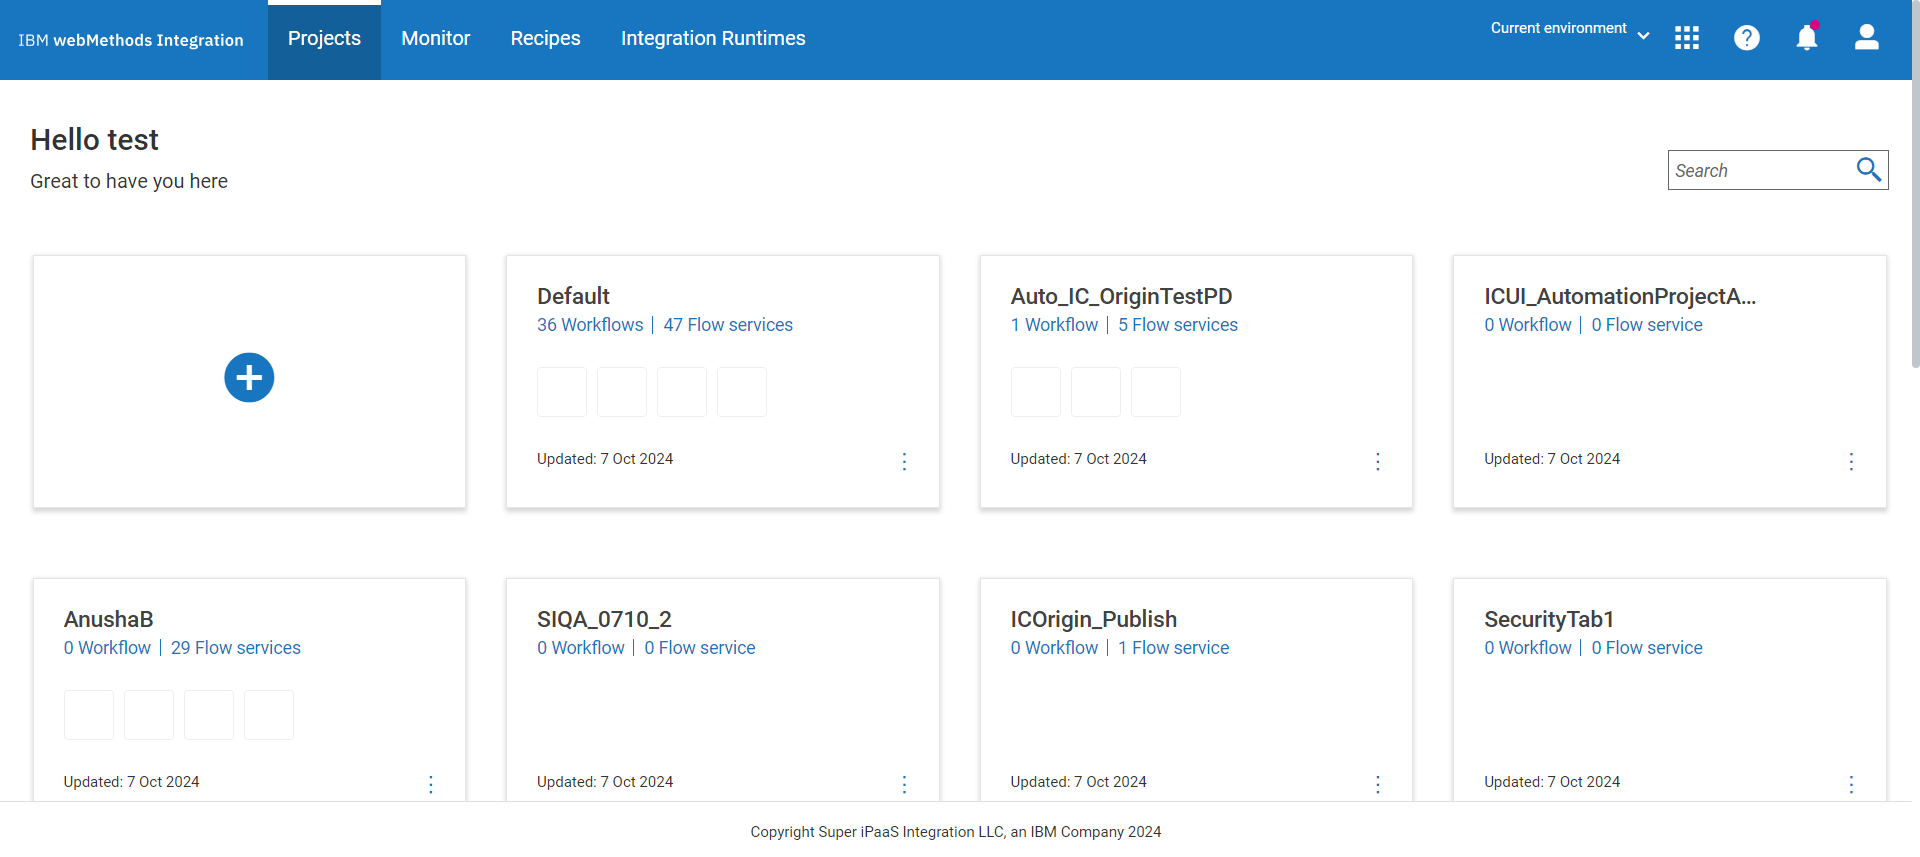 IBM webMethods Integration
Projects
Monitor
Recipes
Integration Runtimes
Current environment
Hello test
Great to have you here
Search
Default
36 Workflows | 47 Flow services
Updated: 7 Oct 2024
Auto_IC_OriginTestPD
1 Workflow | 5 Flow services
Updated: 7 Oct 2024
ICUI_AutomationProjectA...
0 Workflow | 0 Flow service
Updated: 7 Oct 2024
AnushaB
0 Workflow | 29 Flow services
Updated: 7 Oct 2024
SIQA_0710_2
0 Workflow | 0 Flow service
Updated: 7 Oct 2024
ICOrigin_Publish
0 Workflow | 1 Flow service
Updated: 7 Oct 2024
SecurityTab1
0 Workflow | 0 Flow service
Updated: 7 Oct 2024
Copyright Super iPaaS Integration LLC, an IBM Company 2024